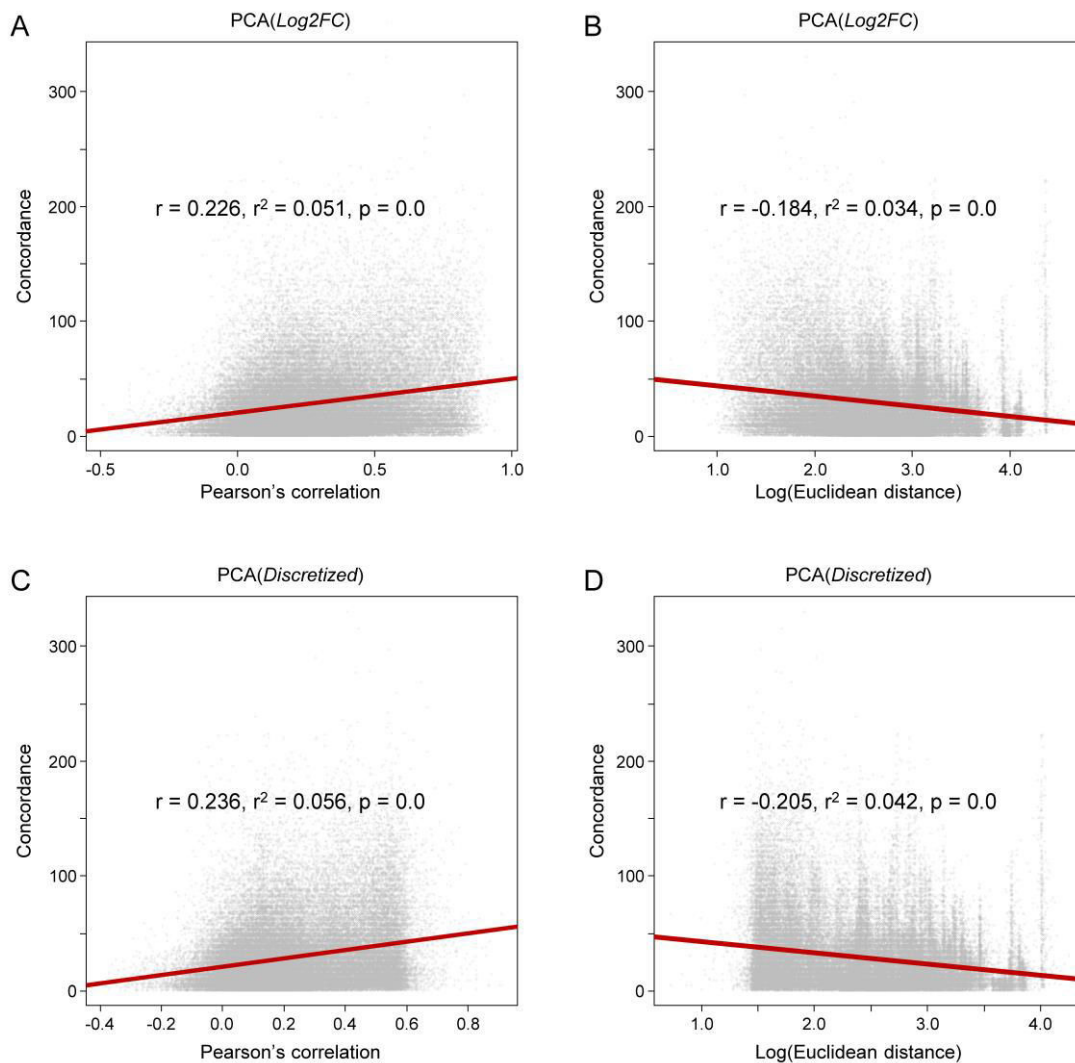 A
PCA(Log2FC)
300
200
100
0
Concordance
r = 0.226, r² = 0.051, p = 0.0
-0.5
0.0
0.5
1.0
Pearson’s correlation
B
PCA(Log2FC)
300
200
100
0
Concordance
r = -0.184, r² = 0.034, p = 0.0
1.0
2.0
3.0
4.0
Log(Euclidean distance)
C
PCA(Discretized)
300
200
100
0
Concordance
r = 0.236, r² = 0.056, p = 0.0
-0.4
-0.2
0.0
0.2
0.4
0.6
0.8
Pearson’s correlation
D
PCA(Discretized)
300
200
100
0
Concordance
r = -0.205, r² = 0.042, p = 0.0
1.0
2.0
3.0
4.0
Log(Euclidean distance)